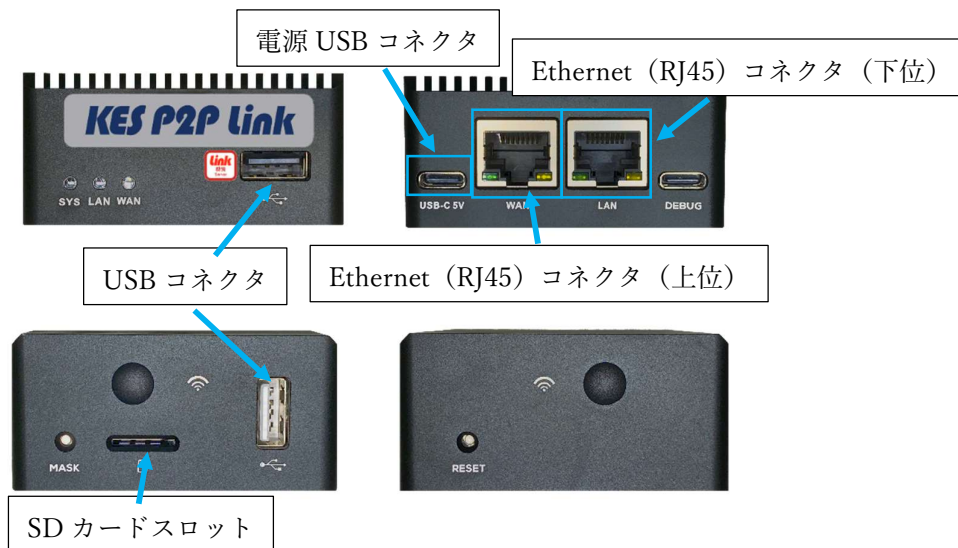 電源 USB コネクタ
Ethernet（RJ45）コネクタ（下位）
KES P2P Link
Link
SYS LAN WAN
USB-C 5V
WAN
LAN
DEBUG
USB コネクタ
Ethernet（RJ45）コネクタ（上位）
MASK
RESET
SD カードスロット